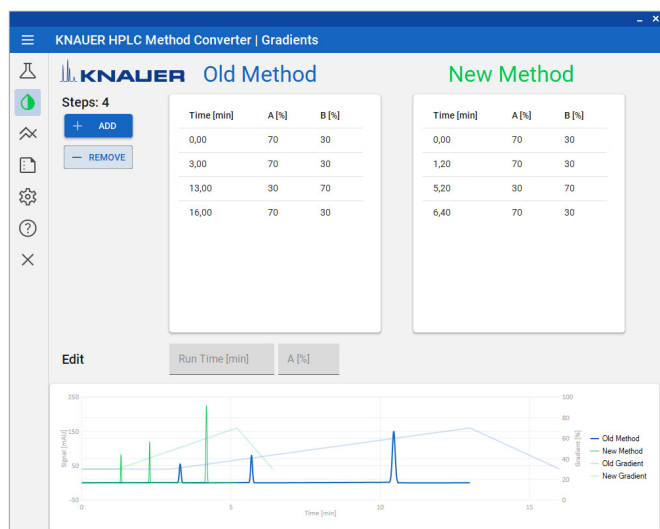 KNAUER HPLC Method Converter | Gradients
KNAUER Old Method New Method
Steps: 4
+ ADD
— REMOVE
Time [min] A [%] B [%]
0,00 70 30
3,00 70 30
13,00 30 70
16,00 70 30
Time [min] A [%] B [%]
0,00 70 30
1,20 70 30
5,20 30 70
6,40 70 30
Edit Run Time [min] A [%]
Signal [mAU]
250
150
50
-50
0 5 10 15
Time [min]
100
80
60
40
20
0
Gradient [%]
Old Method
New Method
Old Gradient
New Gradient